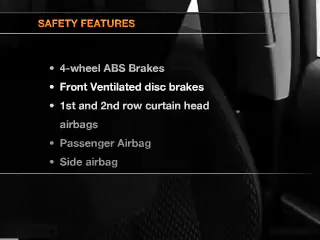 SAFETY FEATURES
• 4-wheel ABS Brakes
• Front Ventilated disc brakes
• 1st and 2nd row curtain head
airbags
• Passenger Airbag
• Side airbag